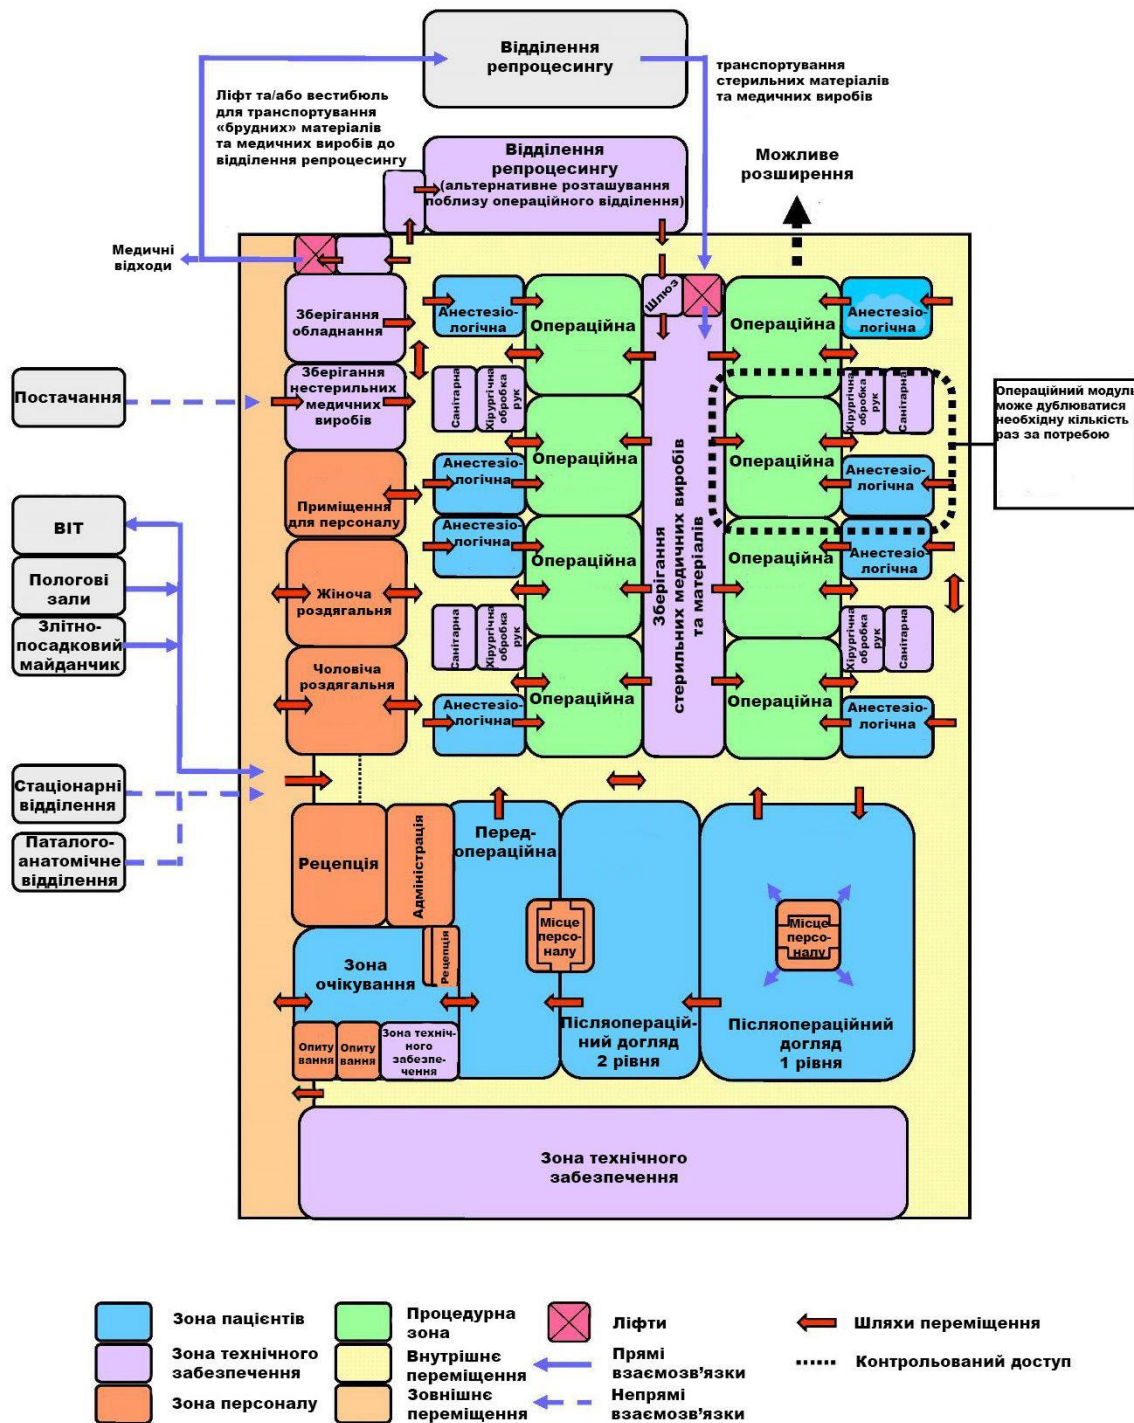 Відділення
репроцесингу
транспортування
стерильних матеріалів
та медичних виробів
Ліфт та/або вестибюль
для транспортування
«брудних» матеріалів
та медичних виробів до
відділення репроцесингу
Відділення
репроцесингу
(альтернативне розташування
поблизу операційного відділення)
Можливе
розширення
Медичні
відходи
Зберігання
обладнання
Анестезіо-
логічна
Операційна
Шлюз
Операційна
Анестезіо-
логічна
Постачання
Зберігання
нестерильних
медичних
виробів
Санітарна
Хірургічна
обробка
рук
Операційна
Зберігання
стерильних медичних виробів
та матеріалів
Операційна
Хірургічна
обробка
рук
Санітарна
Операційний модуль
може дублюватися
необхідну кількість
раз за потребою
Анестезіо-
логічна
Анестезіо-
логічна
Приміщення
для персоналу
ВІТ
Анестезіо-
логічна
Операційна
Операційна
Анестезіо-
логічна
Пологові
зали
Жіноча
роздягальня
Злітно-
посадковий
майданчик
Санітарна
Хірургічна
обробка
рук
Хірургічна
обробка
рук
Санітарна
Чоловіча
роздягальня
Операційна
Операційна
Анестезіо-
логічна
Анестезіо-
логічна
Стаціонарні
відділення
Паталого-
анатомічне
відділення
Рецепція
Адміністрація
Перед-
операційна
Місце
персо-
налу
Місце
персо-
налу
Рецепція
Зона
очікування
Післяоперацій-
ний догляд
2 рівня
Післяопераційний
догляд
1 рівня
Опиту
вання
Опиту
вання
Зона техніч-
ного
забезпе-
чення
Зона технічного
забезпечення
Зона пацієнтів
Процедурна
зона
Ліфти
Шляхи переміщення
Зона технічного
забезпечення
Внутрішнє
переміщення
Прямі
взаємозв’язки
Контрольований доступ
Зона персоналу
Зовнішнє
переміщення
Непрямі
взаємозв’язки